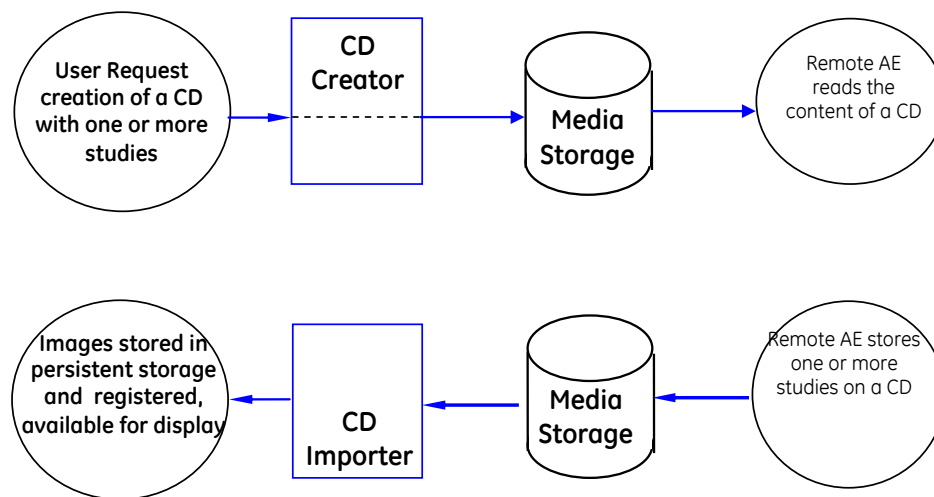 User Request
creation of a CD
with one or more
studies
CD
Creator
Media
Storage
Remote AE
reads the
content of a CD
Images stored in
persistent storage
and registered,
available for display
CD
Importer
Media
Storage
Remote AE stores
one or more
studies on a CD